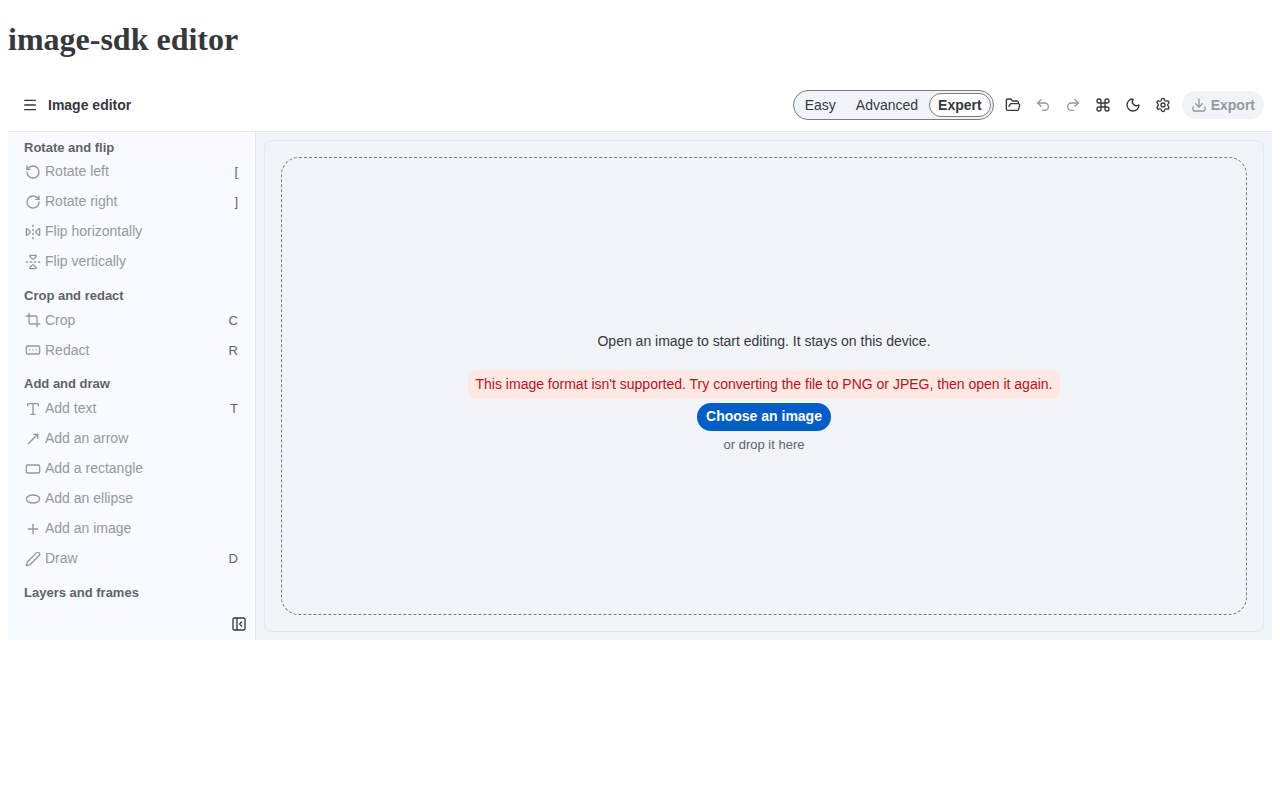 image-sdk editor
Image editor
Easy Advanced Expert
Export
Rotate and flip
Rotate left [
Rotate right ]
Flip horizontally
Flip vertically
Crop and redact
Crop C
Redact R
Add and draw
Add text T
Add an arrow
Add a rectangle
Add an ellipse
Add an image
Draw D
Layers and frames
Open an image to start editing. It stays on this device.
This image format isn't supported. Try converting the file to PNG or JPEG, then open it again.
Choose an image
or drop it here